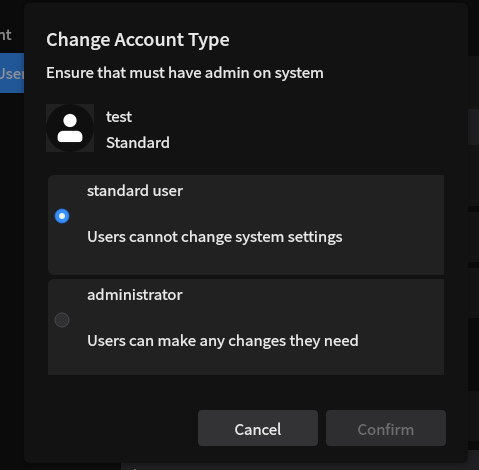 nt
User
Change Account Type
Ensure that must have admin on system
test
Standard
standard user
Users cannot change system settings
administrator
Users can make any changes they need
Cancel
Confirm